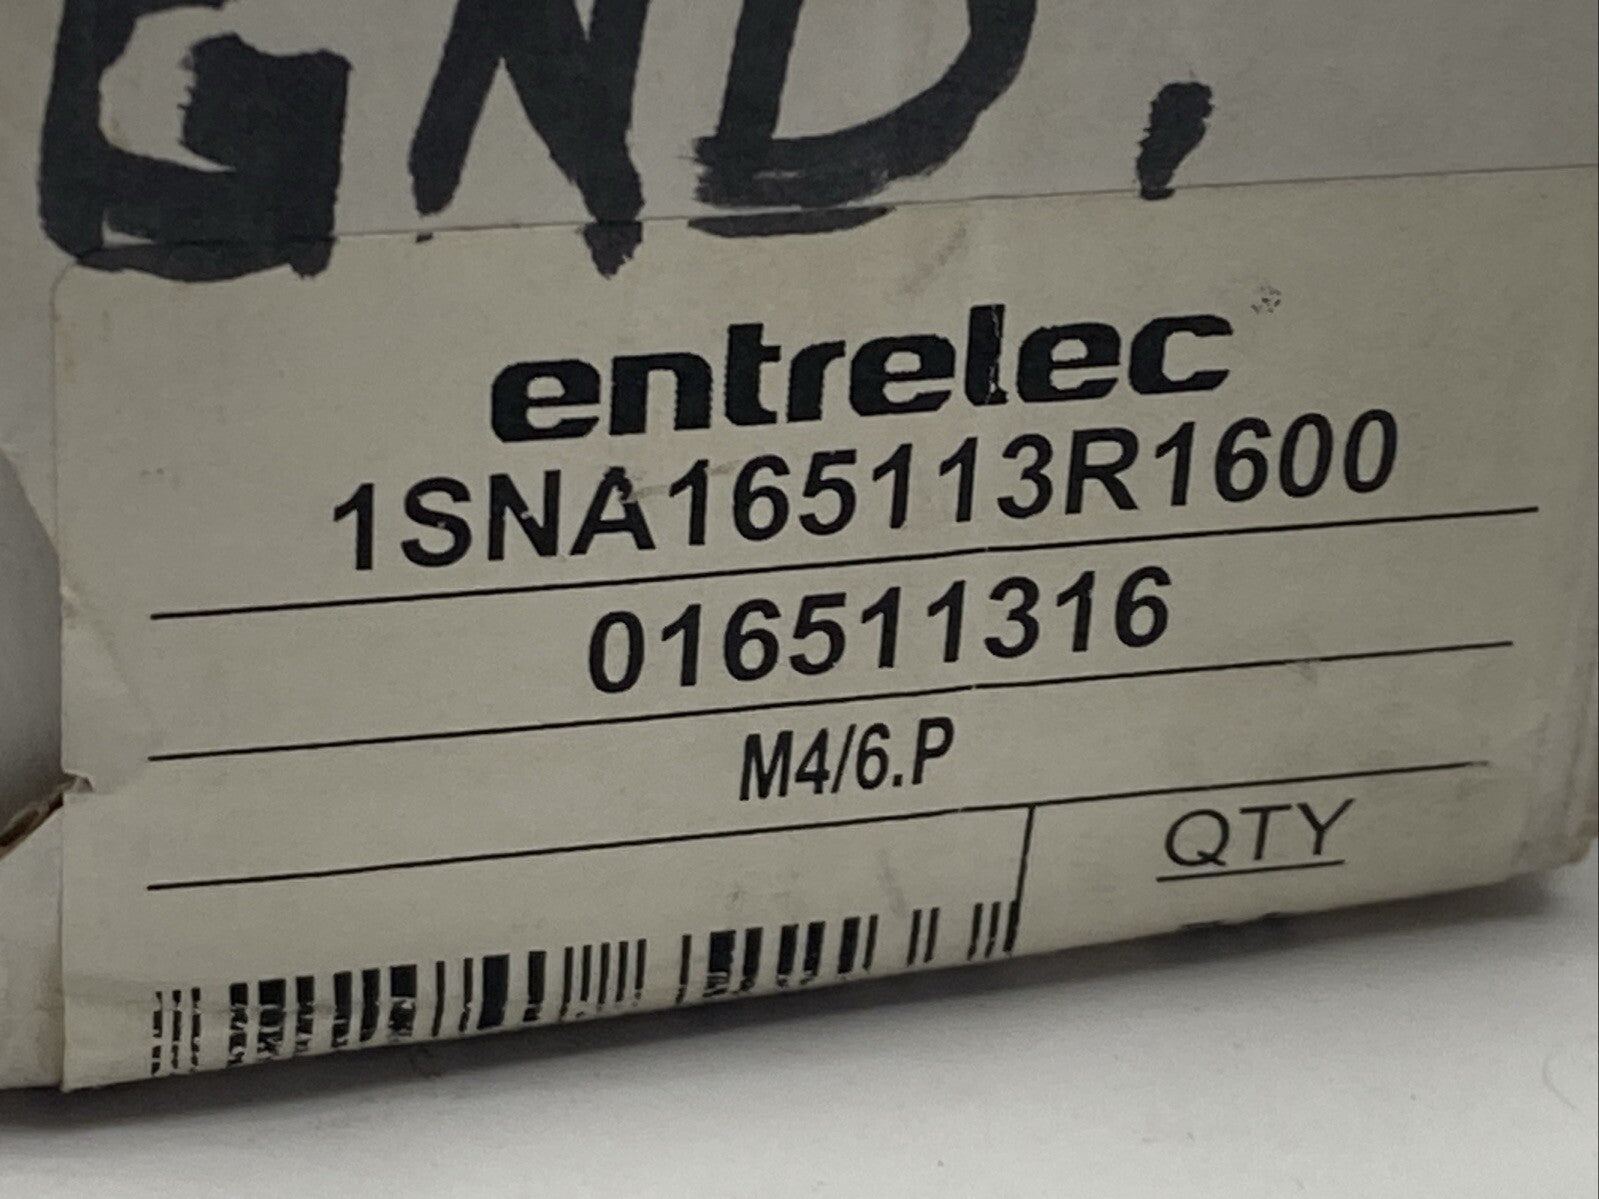 GND.
entrelec
1SNA165113R1600
016511316
M4/6.P
QTY